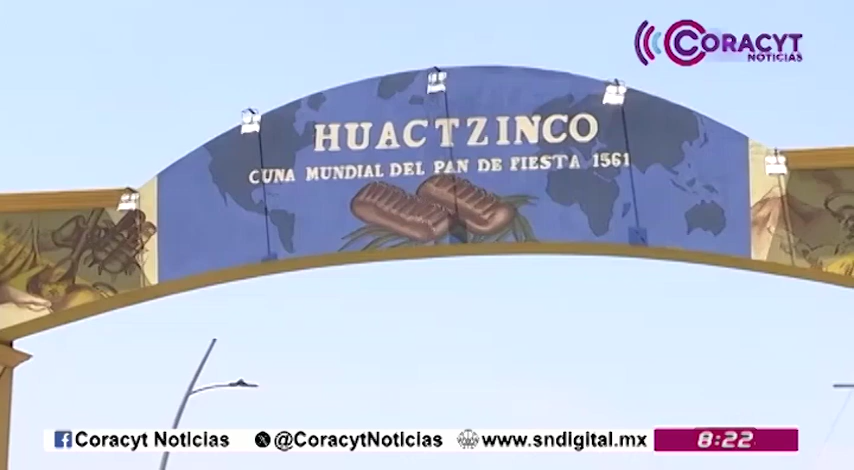 CORACYT
NOTICIAS
HUACTZINCO
CUNA MUNDIAL DEL PAN DE FIESTA 1561
Coracyt Noticias @CoracytNoticias www.sndigital.mx 8:22